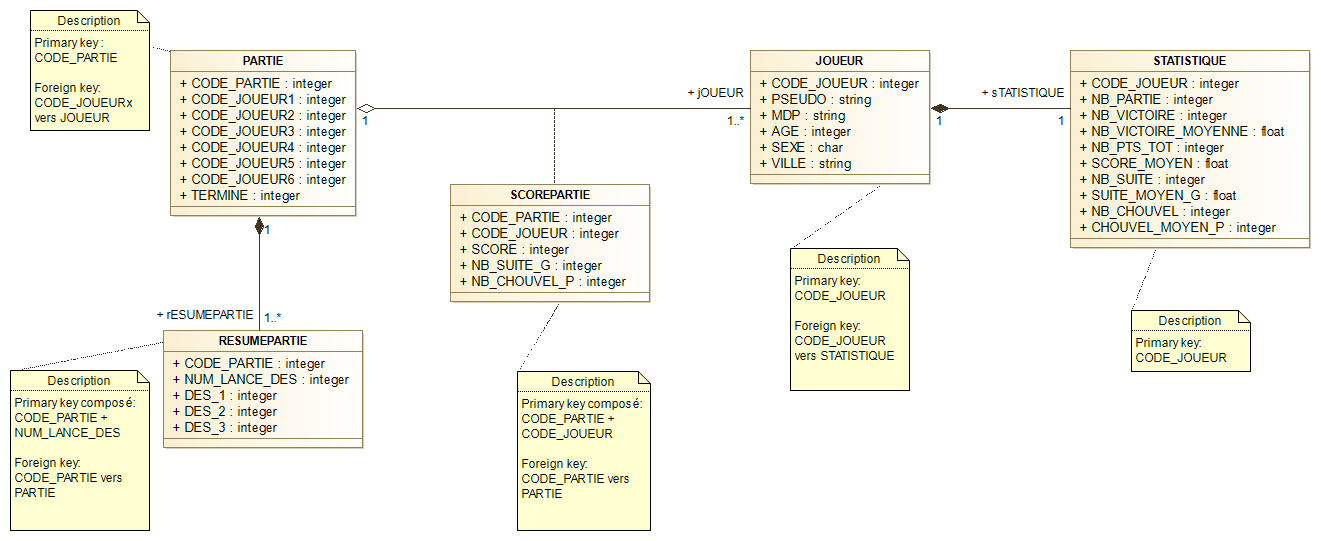 Description
Primary key :
CODE_PARTIE
Foreign key:
CODE_JOUEURx
vers JOUEUR
PARTIE
+ CODE_PARTIE : integer
+ CODE_JOUEUR1 : integer
+ CODE_JOUEUR2 : integer
+ CODE_JOUEUR3 : integer
+ CODE_JOUEUR4 : integer
+ CODE_JOUEUR5 : integer
+ CODE_JOUEUR6 : integer
+ TERMINE : integer
1
+ jOUEUR
1..*
JOUEUR
+ CODE_JOUEUR : integer
+ PSEUDO : string
+ MDP : string
+ AGE : integer
+ SEXE : char
+ VILLE : string
1
+ sTATISTIQUE
1
STATISTIQUE
+ CODE_JOUEUR : integer
+ NB_PARTIE : integer
+ NB_VICTOIRE : integer
+ NB_VICTOIRE_MOYENNE : float
+ NB_PTS_TOT : integer
+ SCORE_MOYEN : float
+ NB_SUITE : integer
+ SUITE_MOYEN_G : float
+ NB_CHOUVEL : integer
+ CHOUVEL_MOYEN_P : integer
SCOREPARTIE
+ CODE_PARTIE : integer
+ CODE_JOUEUR : integer
+ SCORE : integer
+ NB_SUITE_G : integer
+ NB_CHOUVEL_P : integer
1
+ rESUMEPARTIE
1..*
RESUMEPARTIE
+ CODE_PARTIE : integer
+ NUM_LANCE_DES : integer
+ DES_1 : integer
+ DES_2 : integer
+ DES_3 : integer
Description
Primary key composé:
CODE_PARTIE +
NUM_LANCE_DES
Foreign key:
CODE_PARTIE vers
PARTIE
Description
Primary key composé:
CODE_PARTIE +
CODE_JOUEUR
Foreign key:
CODE_PARTIE vers
PARTIE
Description
Primary key:
CODE_JOUEUR
Foreign key:
CODE_JOUEUR
vers STATISTIQUE
Description
Primary key:
CODE_JOUEUR